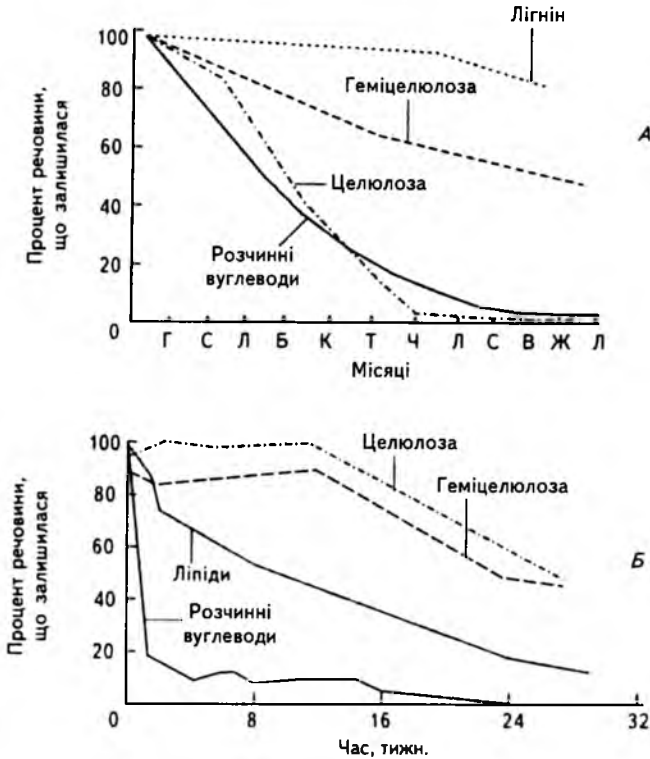 Процент речовини,
що залишилася
100
80
60
40
20
0
Лігнін
Геміцелюлоза
Целюлоза
Розчинні
вуглеводи
А
Г С Л Б К Т Ч Л С В Ж Л
Місяці
Процент речовини,
що залишилася
100
80
60
40
20
Целюлоза
Геміцелюлоза
Ліпіди
Розчинні
вуглеводи
Б
0 8 16 24 32
Час, тижн.